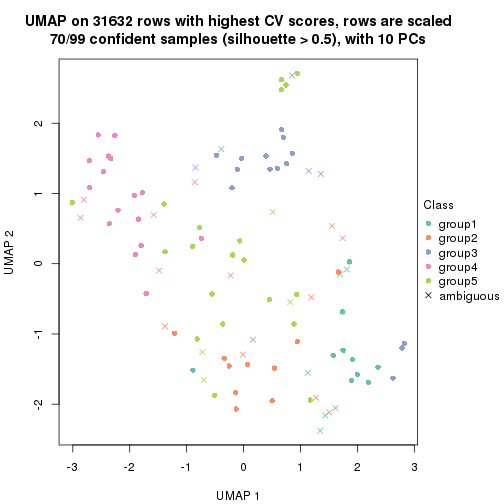 UMAP on 31632 rows with highest CV scores, rows are scaled
70/99 confident samples (silhouette > 0.5), with 10 PCs
UMAP 2
2
1
0
-1
-2
-3
-2
-1
0
1
2
3
UMAP 1
Class
group1
group2
group3
group4
group5
ambiguous